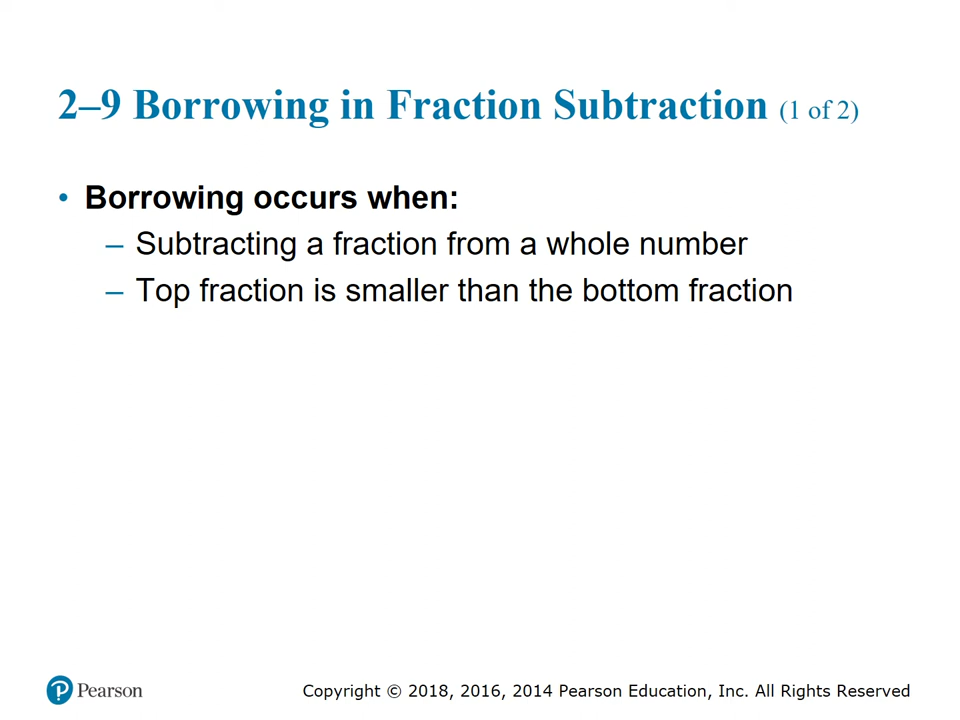 2–9 Borrowing in Fraction Subtraction (1 of 2)
• Borrowing occurs when:
– Subtracting a fraction from a whole number
– Top fraction is smaller than the bottom fraction
Pearson
Copyright © 2018, 2016, 2014 Pearson Education, Inc. All Rights Reserved